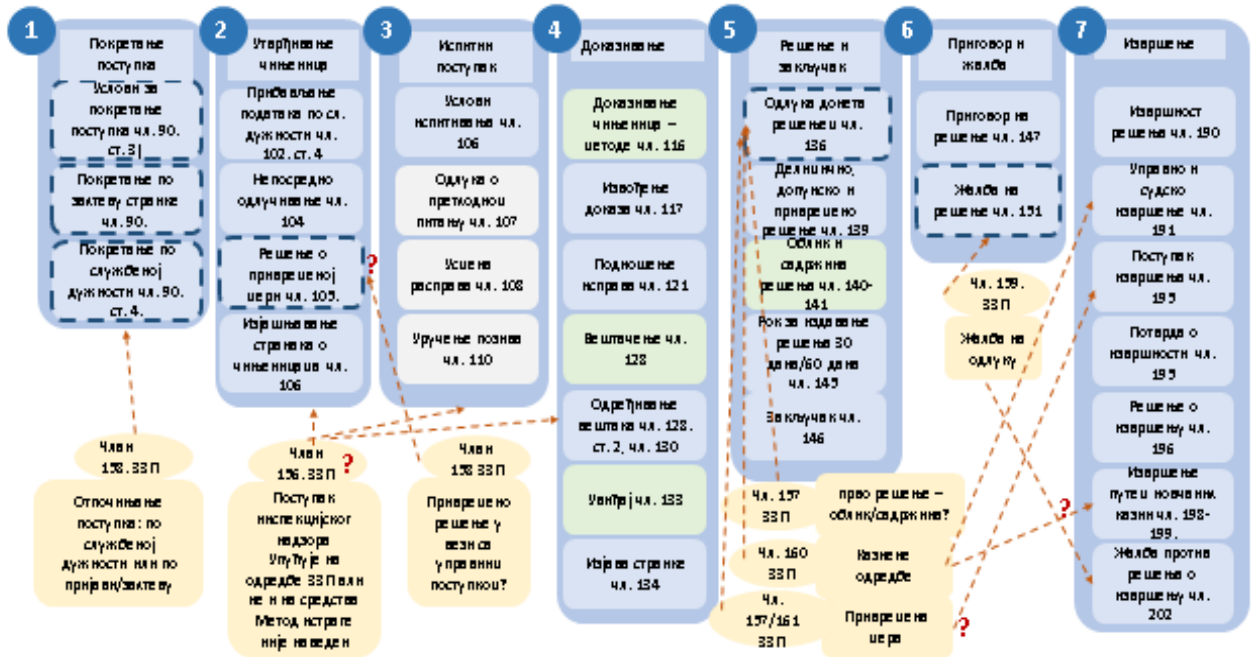 1
Покретање
поступка
Услови за
покретање
поступка чл. 90.
ст. 3|
Покретање по
захтеву странке
чл. 90.
Покретање по
службеној
дужности чл. 90.
ст. 4.
2
Утврђивање
чињеница
Прибављање
података по сл.
дужности чл.
102. ст. 4
Непосредно
одлучивање чл.
104
Решење о
привременој
мери чл. 105.
?
Изјашњавање
странака о
чињеницама чл.
106
3
Испитни
поступак
Услови
испитивања чл.
106
Одлука о
претходном
питању чл. 107
Усмена
расправа чл. 108
Уручење позива
чл. 110
4
Доказивање
Доказивање
чињеница –
методе чл. 116
Извођење
доказа чл. 117
Подношење
исправа чл. 121
Вештачење чл.
128
Одређивање
вештака чл. 128.
ст. 2, чл. 130
Увиђај чл. 133
Изјава странке
чл. 134
5
Решење и
закључак
Одлука донета
решењем чл.
136
Делимично,
допунско и
привремено
решење чл. 139
Облик и
садржина
решења чл. 140-
141
Рок за издавање
решења 30
дана/60 дана
чл. 145
Закључак чл.
146
6
Приговор и
жалба
Приговор на
решење чл. 147
Жалба на
решење чл. 151
Чл. 159.
ЗЗП
Жалба на
одлуку
7
Извршење
Извршност
решења чл. 190
Управно и
судско
извршење чл.
191
Поступак
извршења чл.
195
Потврда о
извршности чл.
195
Решење о
извршењу чл.
196
Извршење
путем новчаним
казни чл. 198-
199.
?
Жалба против
решења о
извршењу чл.
202
Члан
158. ЗЗП
Отпочињање
поступка: по
службеној
дужности или по
пријави/захтеву
Члан
156. ЗЗП
?
Поступак
инспекцијског
надзора
Упућује на
одредбе ЗЗП али
не и на средства
Метод истраге
није наведен
Члан
158 ЗЗП
Привремено
решење у
вези са
управним
поступком?
Чл. 157
ЗЗП
прво решење –
облик/садржина?
Чл. 160
ЗЗП
Казнене
одредбе
Чл.
157/161
ЗЗП
Привремена
мера
?